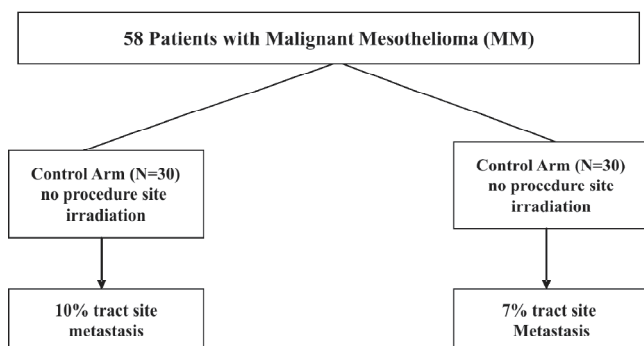 58 Patients with Malignant Mesothelioma (MM)
Control Arm (N=30)
no procedure site
irradiation
Control Arm (N=30)
no procedure site
irradiation
10% tract site
metastasis
7% tract site
Metastasis